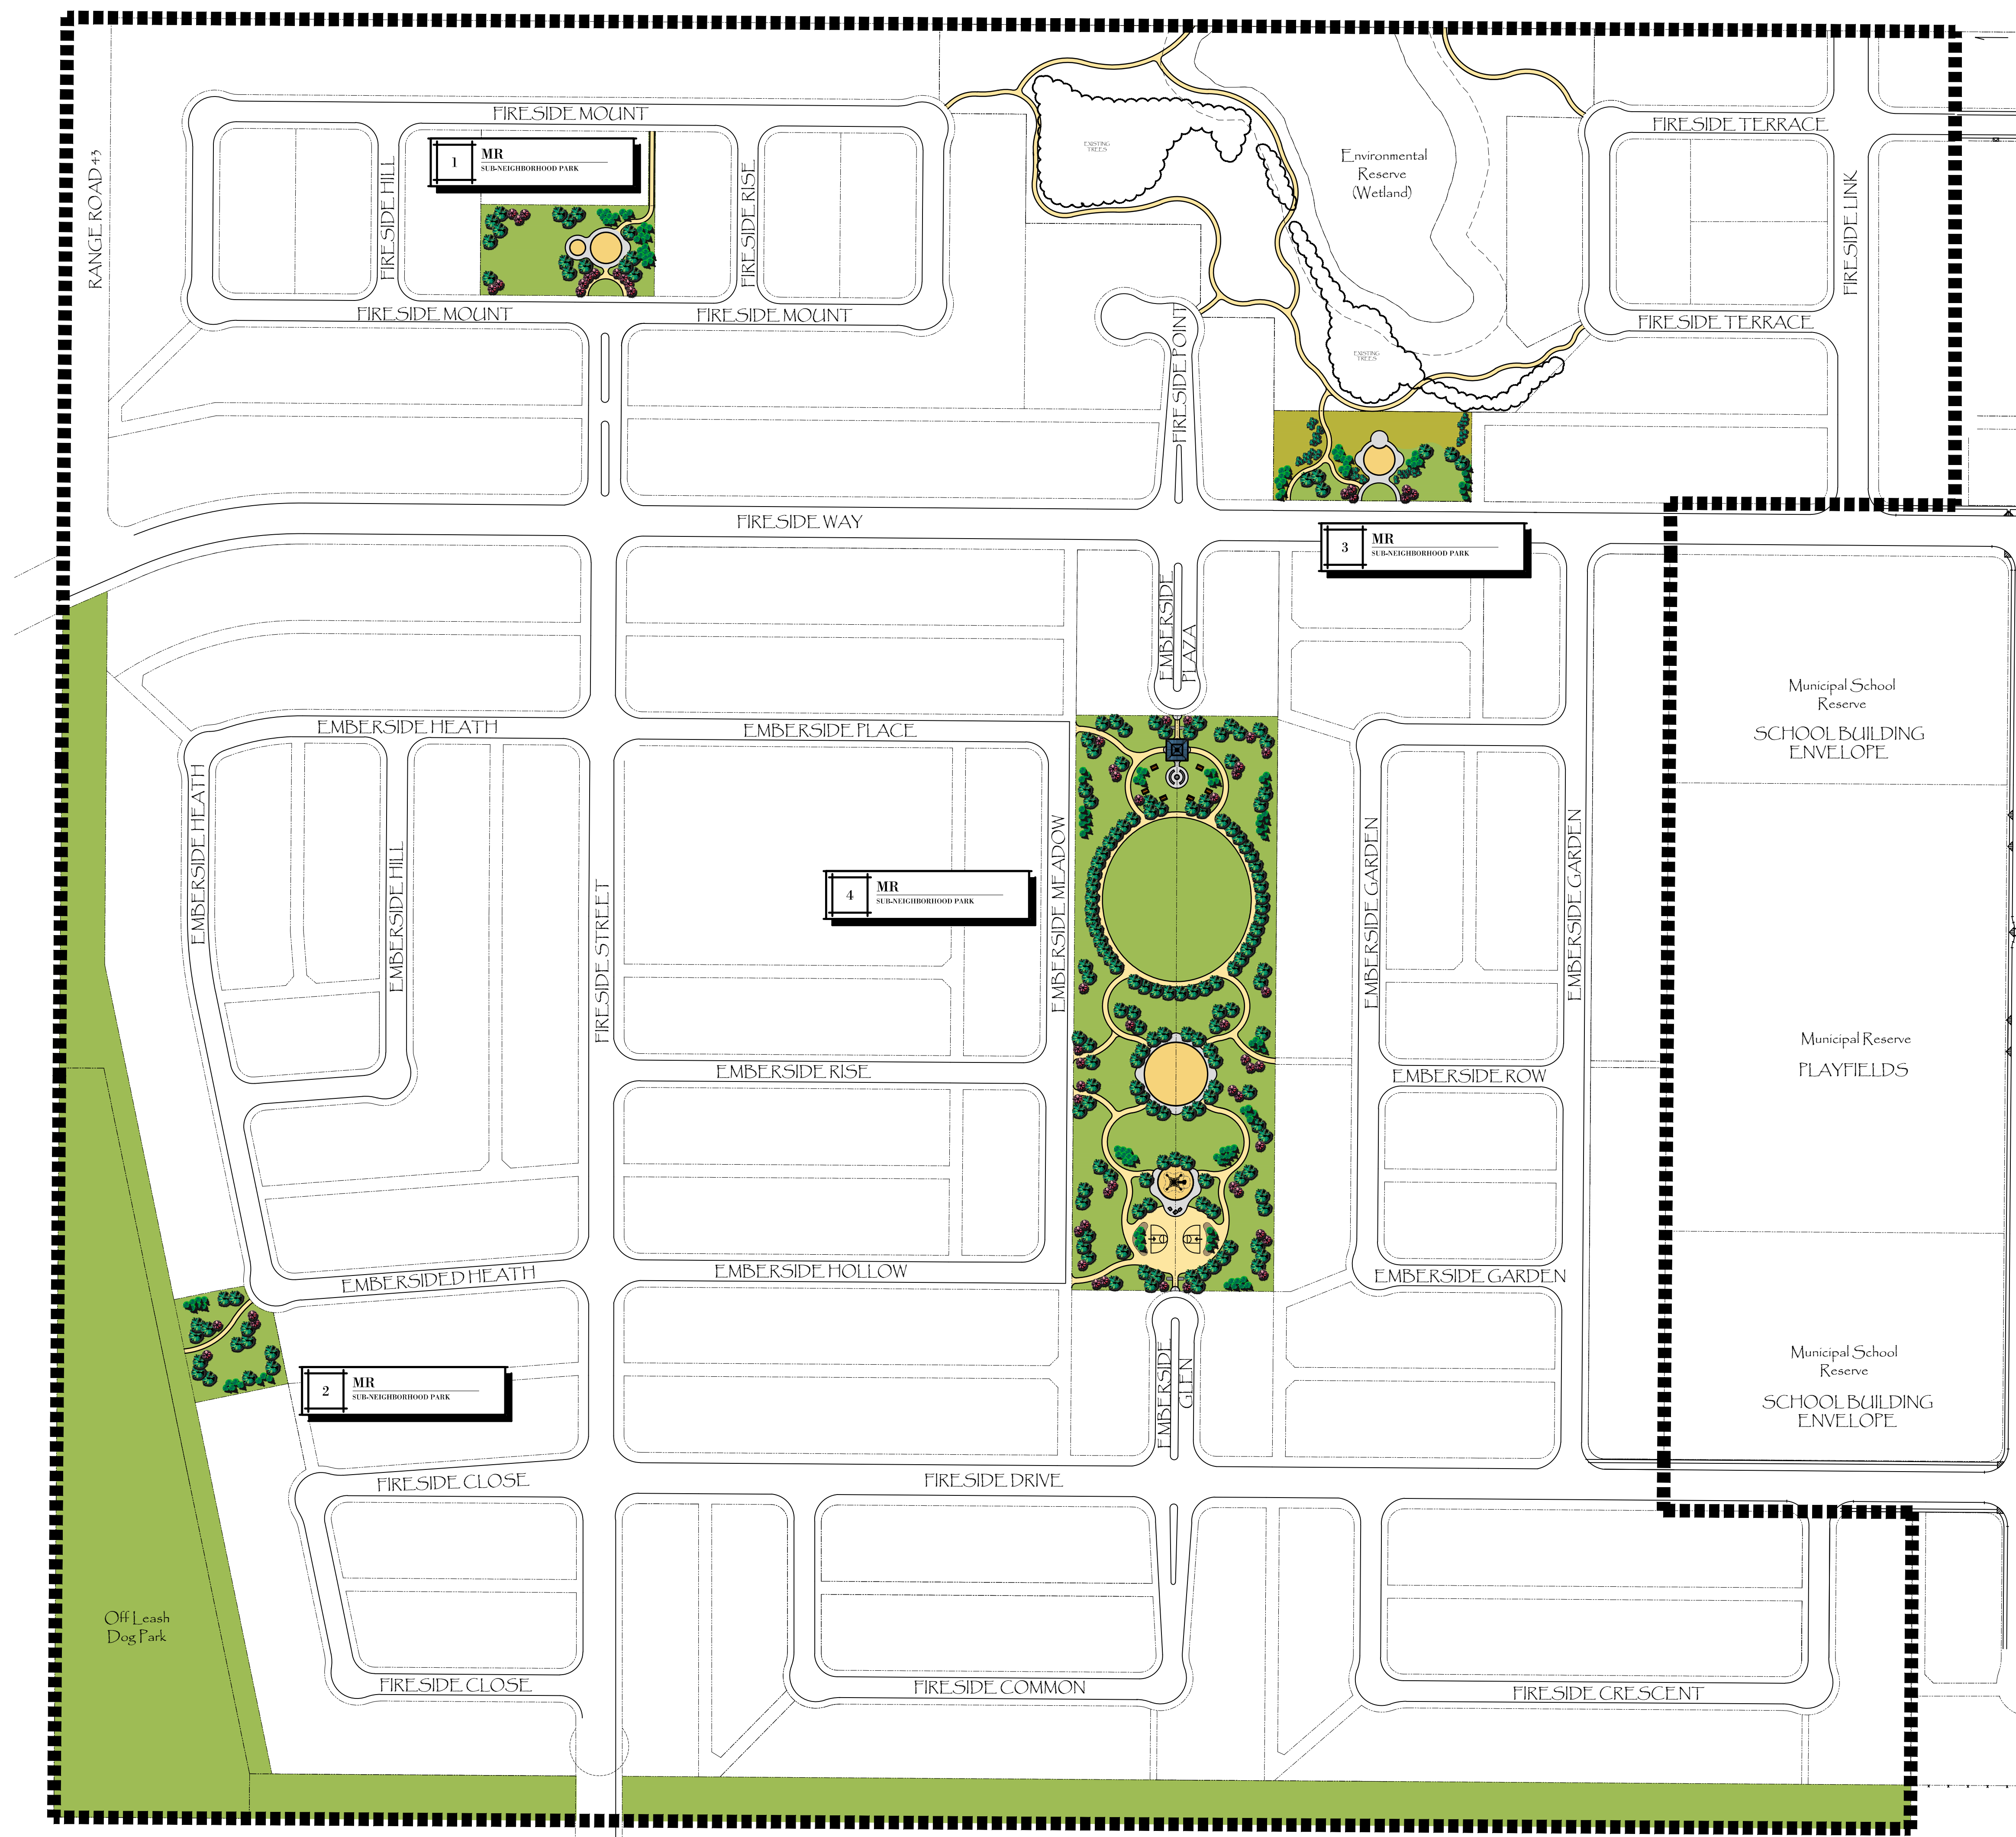 FIRESIDE MOUNT
FIRESIDE TERRACE
RANGE ROAD 43
1
MR
SUB-NEIGHBORHOOD PARK
FIRESIDE HILL
FIRESIDE RISE
EXISTING
TREES
Environmental
Reserve
(Wetland)
FIRESIDE LINK
FIRESIDE MOUNT
FIRESIDE MOUNT
FIRESIDE POINT
FIRESIDE TERRACE
EXISTING
TREES
FIRESIDE WAY
3
MR
SUB-NEIGHBORHOOD PARK
EMBERSIDE
PLAZA
Municipal School
Reserve
SCHOOL BUILDING
ENVELOPE
EMBERSIDE HEATH
EMBERSIDE PLACE
EMBERSIDE HEATH
EMBERSIDE HILL
FIRESIDE STREET
4
MR
SUB-NEIGHBORHOOD PARK
EMBERSIDE MEADOW
EMBERSIDE GARDEN
EMBERSIDE GARDEN
Municipal Reserve
PLAYFIELDS
EMBERSIDE RISE
EMBERSIDE ROW
EMBERSIDED HEATH
EMBERSIDE HOLLOW
EMBERSIDE GARDEN
2
MR
SUB-NEIGHBORHOOD PARK
EMBERSIDE
GLEN
Municipal School
Reserve
SCHOOL BUILDING
ENVELOPE
FIRESIDE CLOSE
FIRESIDE DRIVE
Off Leash
Dog Park
FIRESIDE CLOSE
FIRESIDE COMMON
FIRESIDE CRESCENT